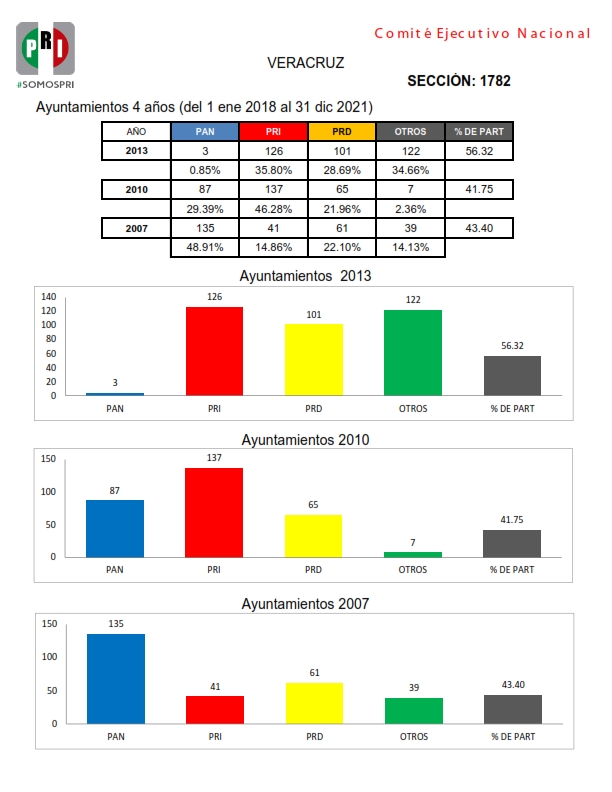 PRI
#SOMOSPRI
Comité Ejecutivo Nacional
VERACRUZ
SECCIÓN: 1782
Ayuntamientos 4 años (del 1 ene 2018 al 31 dic 2021)
AÑO PAN PRI PRD OTROS % DE PART
2013 3 126 101 122 56.32
0.85% 35.80% 28.69% 34.66%
2010 87 137 65 7 41.75
29.39% 46.28% 21.96% 2.36%
2007 135 41 61 39 43.40
48.91% 14.86% 22.10% 14.13%
Ayuntamientos 2013
140
120
100
80
60
40
20
0
3 126 101 122 56.32
PAN PRI PRD OTROS % DE PART
Ayuntamientos 2010
150
100
50
0
87 137 65 7 41.75
PAN PRI PRD OTROS % DE PART
Ayuntamientos 2007
150
100
50
0
135 41 61 39 43.40
PAN PRI PRD OTROS % DE PART